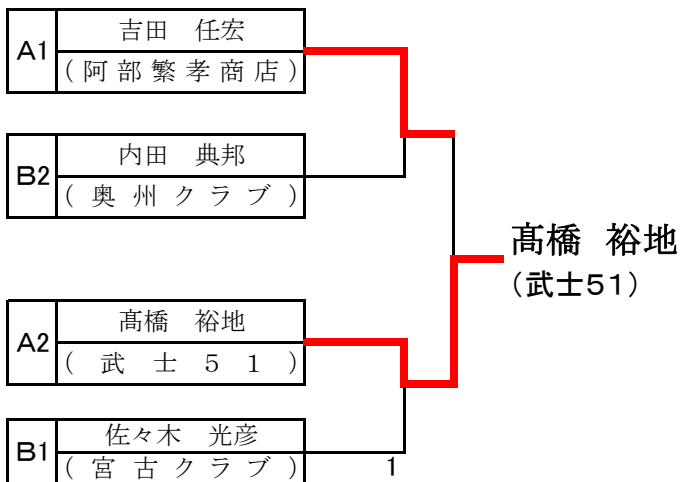 A1
吉田　任宏
(阿部繁孝商店)
B2
内田　典邦
(奥州クラブ)
髙橋　裕地
(武士51)
A2
髙橋　裕地
(武士５１)
B1
佐々木　光彦
(宮古クラブ)
1